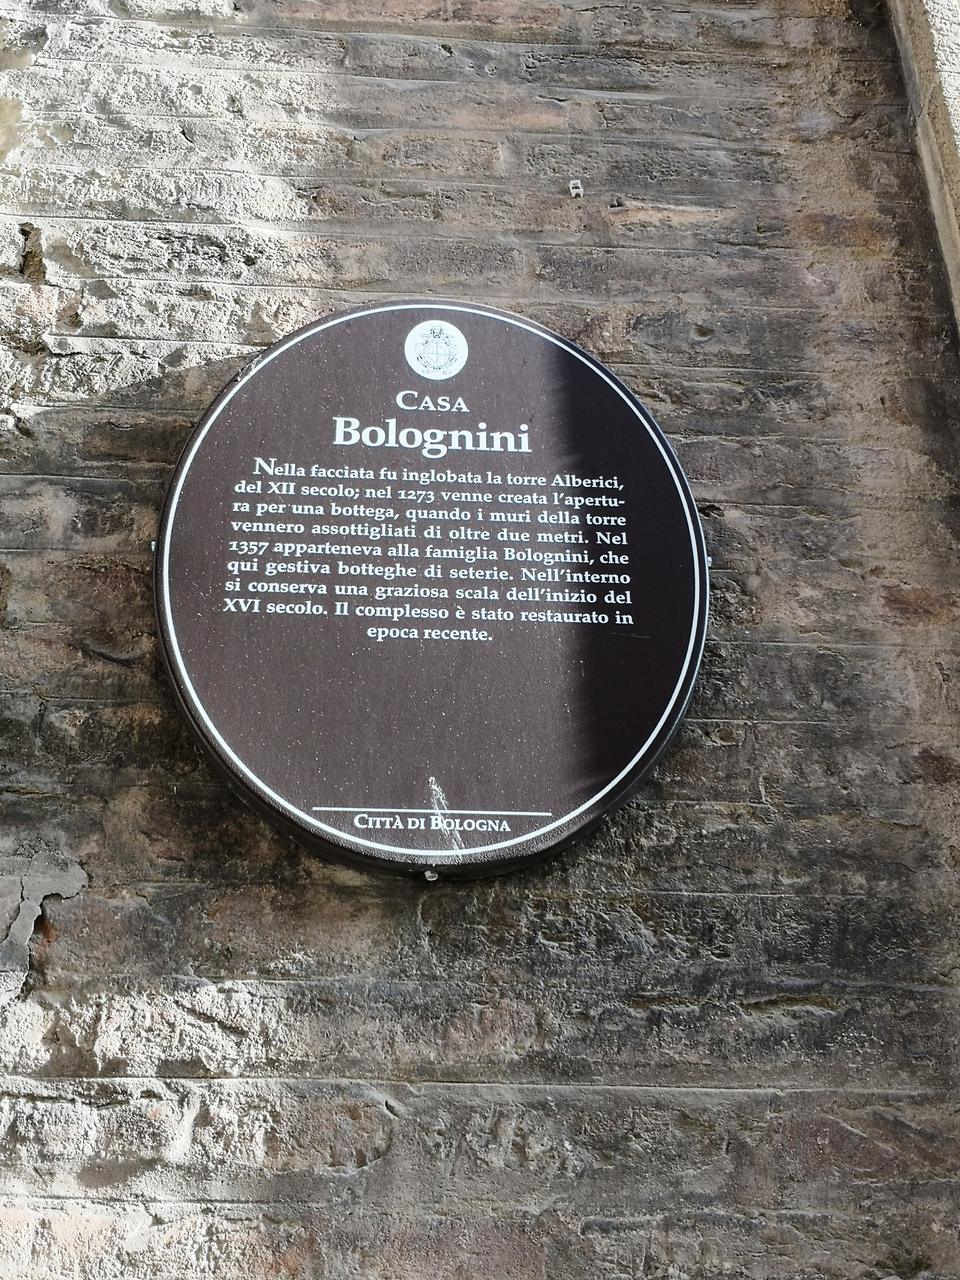 CASA
Bolognini
Nella facciata fu inglobata la torre Alberici,
del XII secolo; nel 1273 venne creata l'apertu-
ra per una bottega, quando i muri della torre
vennero assottigliati di oltre due metri. Nel
1357 apparteneva alla famiglia Bolognini, che
qui gestiva botteghe di seterie. Nell'interno
si conserva una graziosa scala dell'inizio del
XVI secolo. Il complesso è stato restaurato in
epoca recente.
CITTÀ DI BOLOGNA